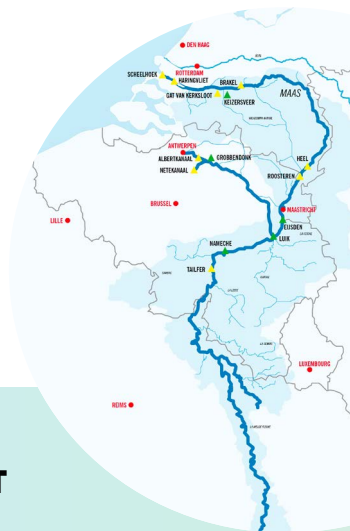 DEN HAAG
RIJN
SCHEELHOEK
ROTTERDAM
HARINGVLIET
BRAKEL
GAT VAN KERKSLOOT
KEIZERSVEER
MAAS
ANTWERPEN
ALBERTKANAAL
GROBBENDONK
HEEL
NETEKANAAL
ROOSTEREN
BRUSSEL
MAASTRICHT
LILLE
EIJSDEN
LUIK
NAMECHE
TAILFER
LUXEMBOURG
REIMS
T